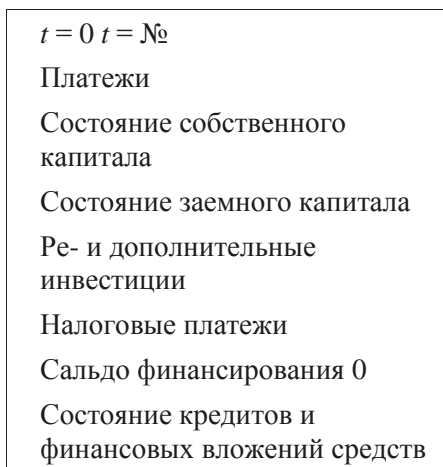 t = 0 t = №
Платежи
Состояние собственного
капитала
Состояние заемного капитала
Ре- и дополнительные
инвестиции
Налоговые платежи
Сальдо финансирования 0
Состояние кредитов и
финансовых вложений средств